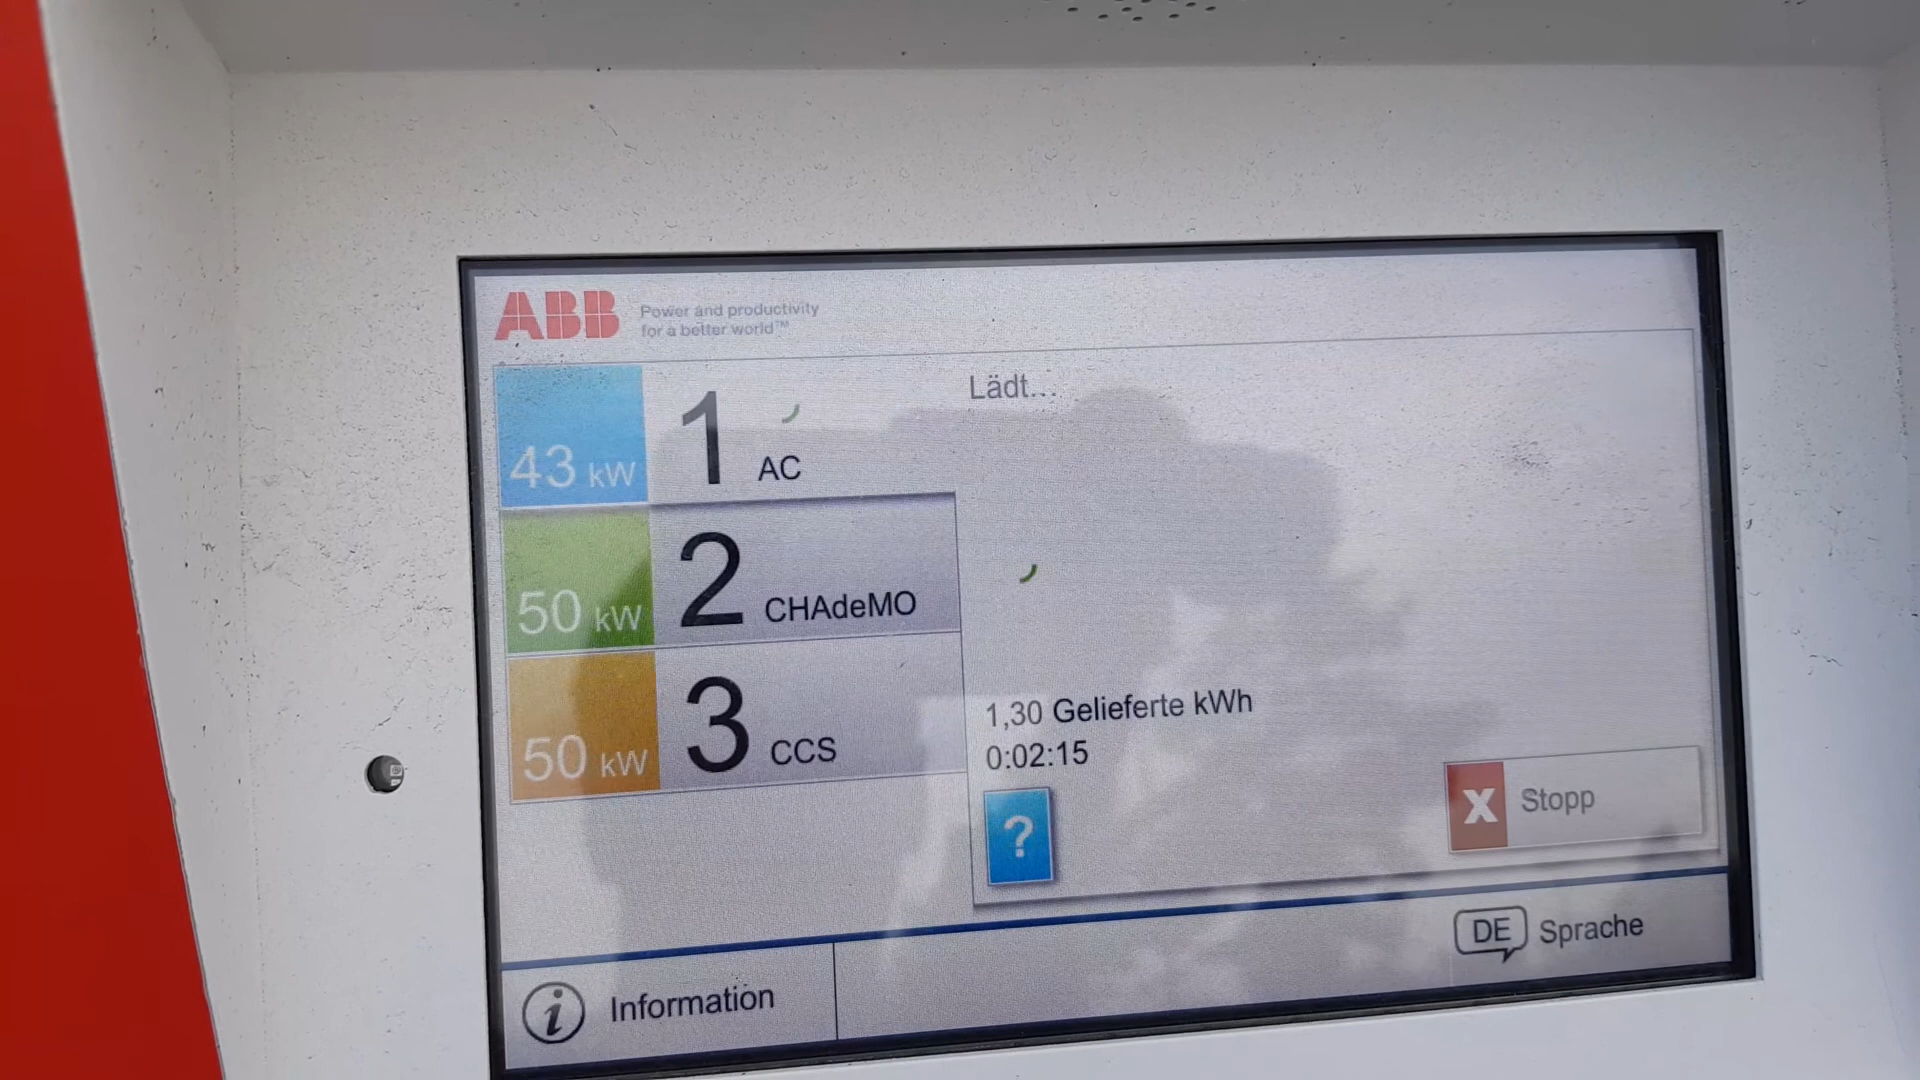 ABB
Power and productivity
for a better world™
43 kW
1 AC
Lädt...
50 kW
2 CHAdeMO
50 kW
3 CCS
1,30 Gelieferte kWh
0:02:15
?
X Stopp
i Information
DE Sprache